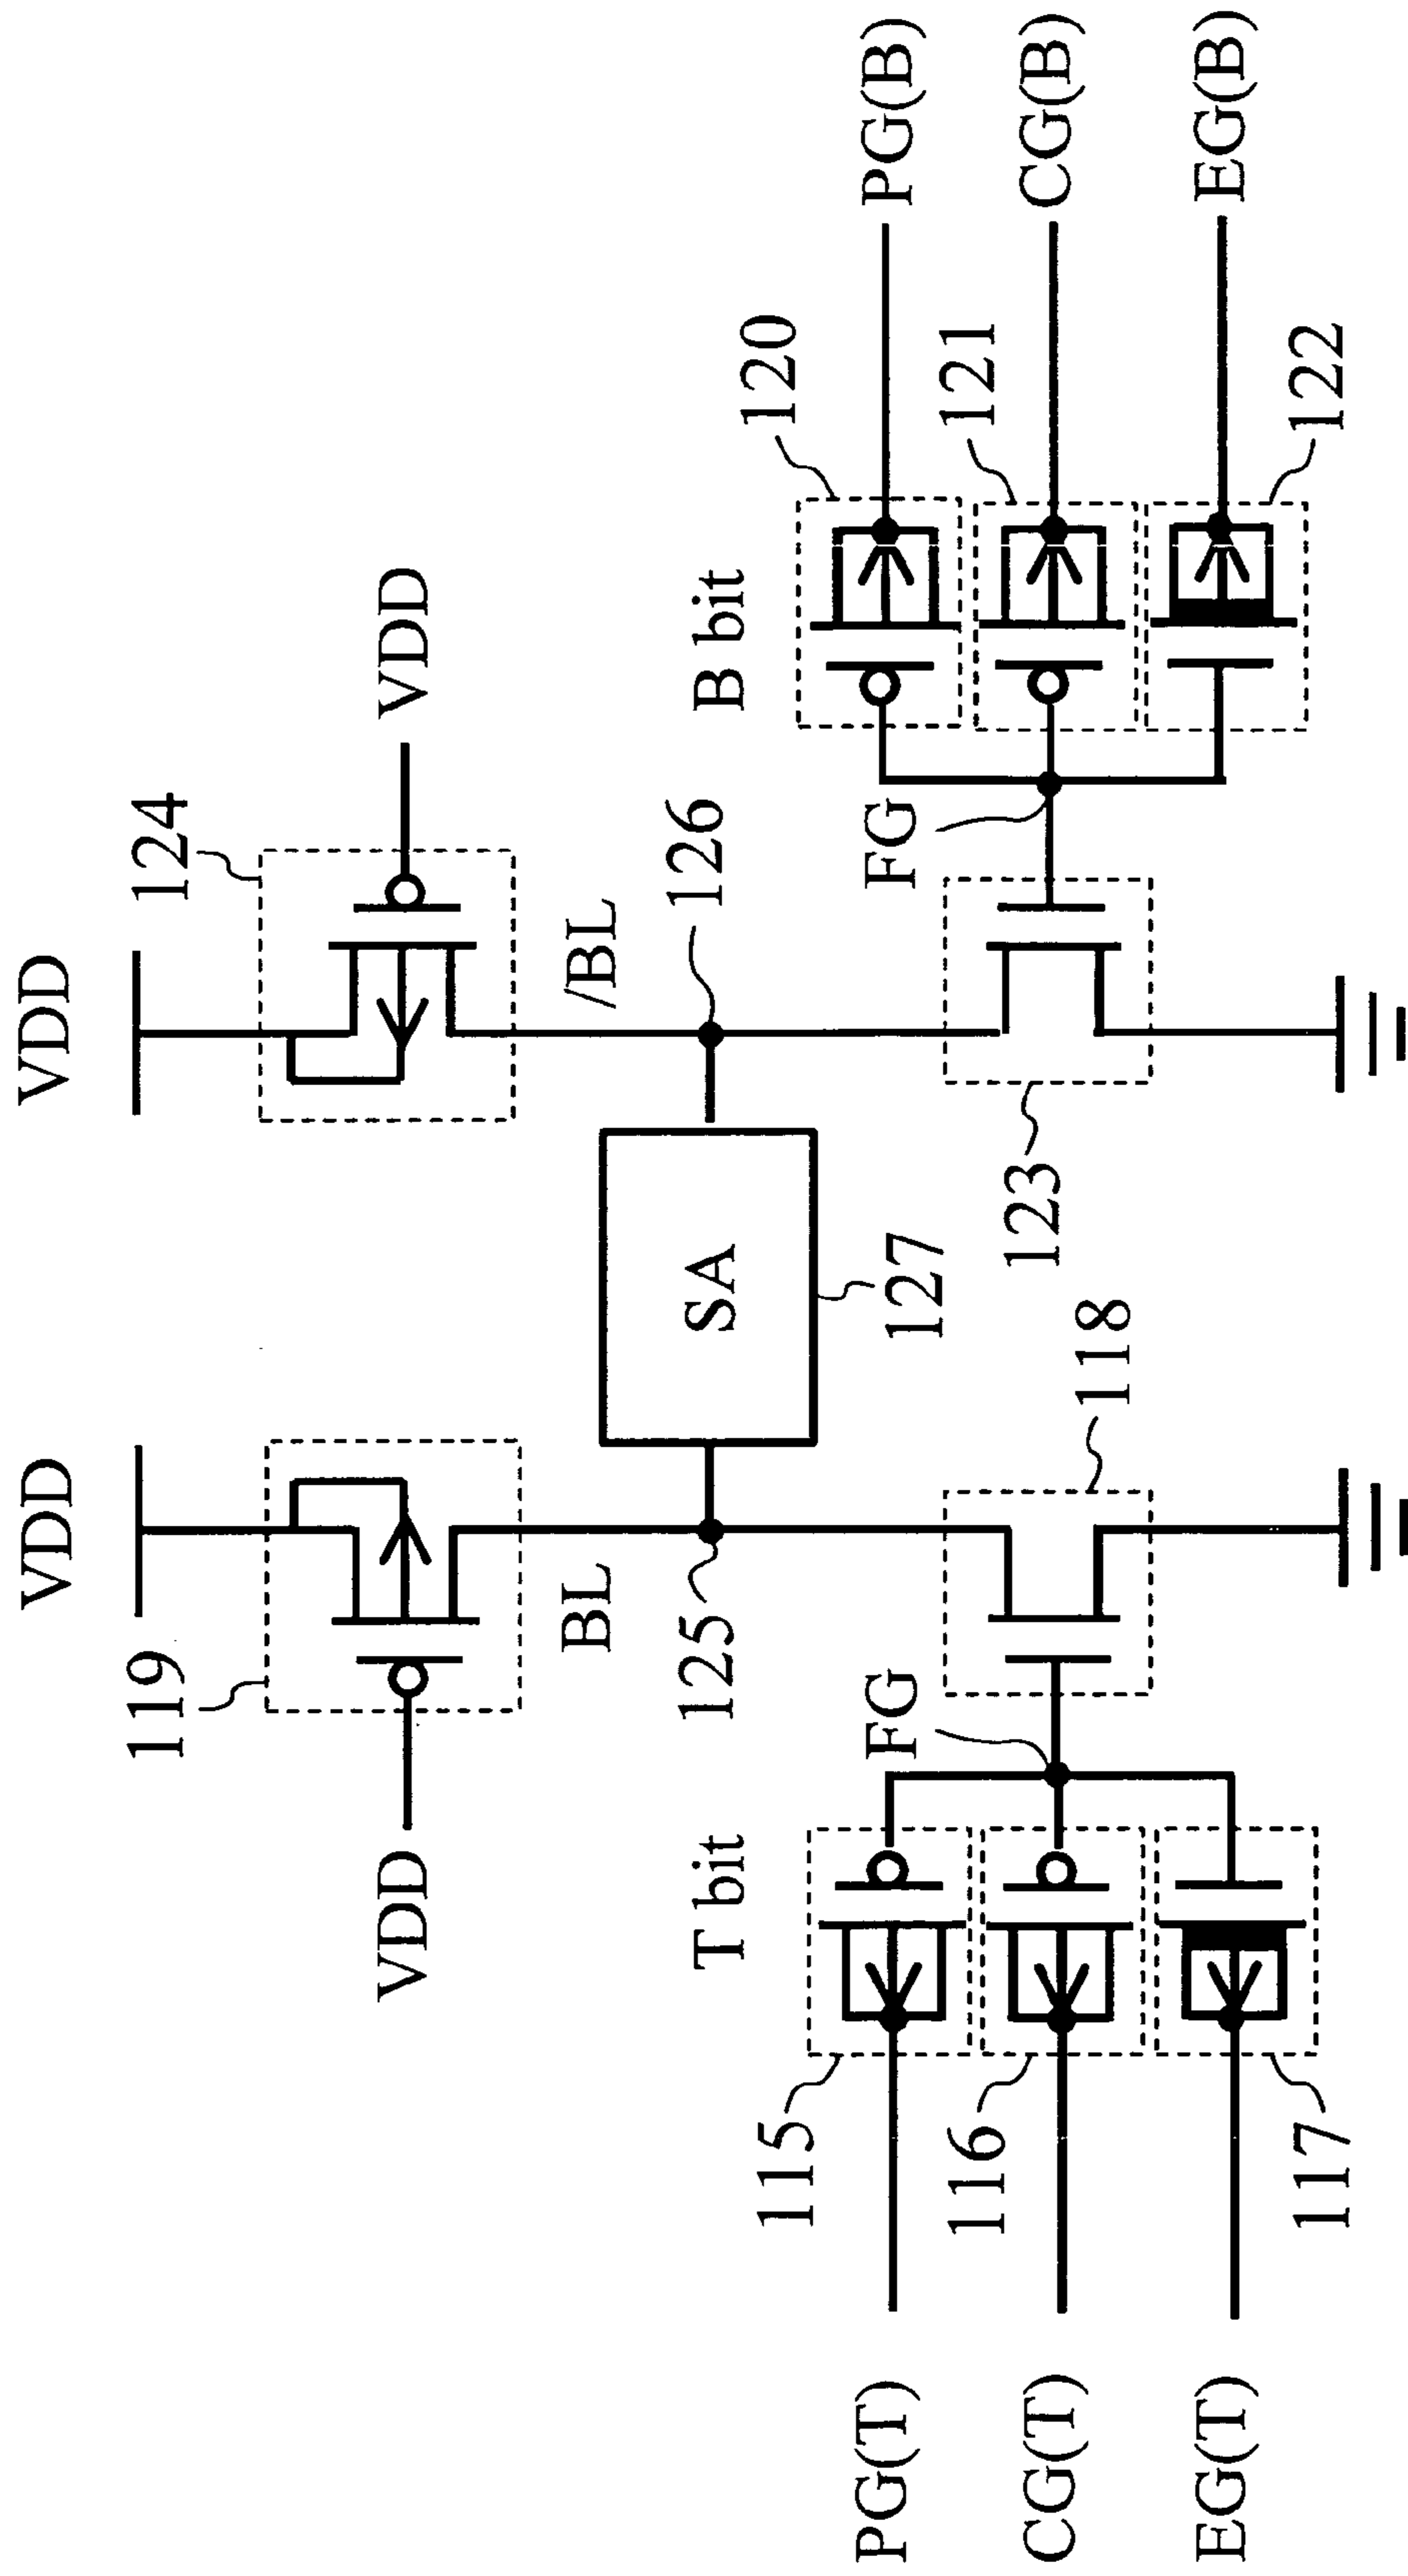 VDD
VDD
119
124
VDD
VDD
BL
/BL
125
126
SA
127
T bit
B bit
FG
FG
115
120
PG(T)
PG(B)
116
121
CG(T)
CG(B)
118
123
117
122
EG(T)
EG(B)